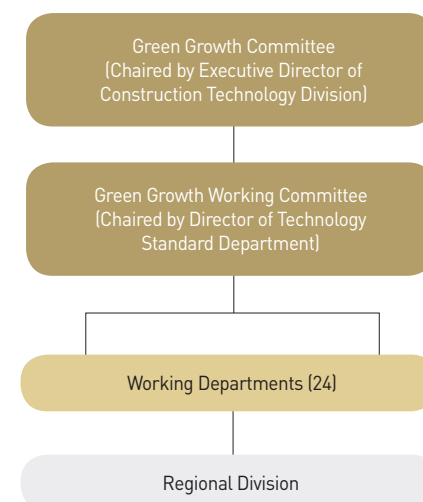 Green Growth Committee
(Chaired by Executive Director of
Construction Technology Division)
Green Growth Working Committee
(Chaired by Director of Technology
Standard Department)
Working Departments (24)
Regional Division